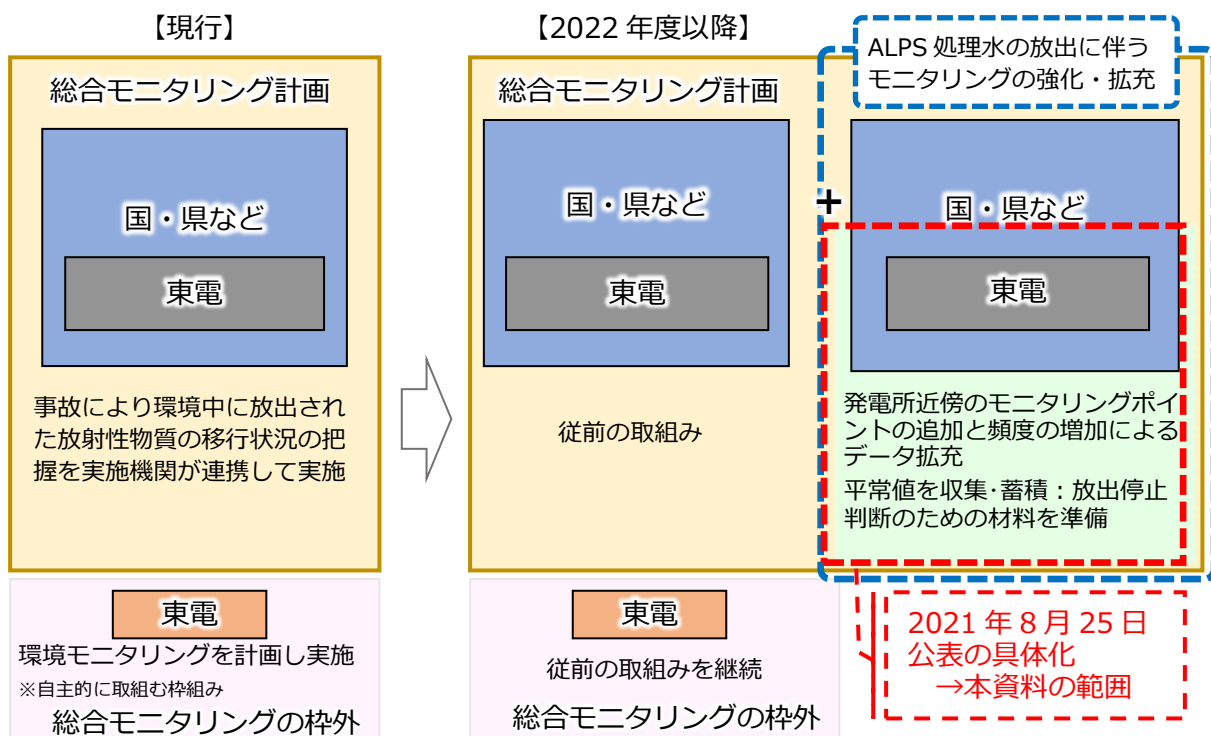 【現行】
総合モニタリング計画
国・県など
東電
事故により環境中に放出され
た放射性物質の移行状況の把
握を実施機関が連携して実施
東電
環境モニタリングを計画し実施
※自主的に取組む枠組み
総合モニタリングの枠外
【2022 年度以降】
総合モニタリング計画
国・県など
東電
従前の取組み
東電
従前の取組みを継続
総合モニタリングの枠外
+
ALPS 処理水の放出に伴う
モニタリングの強化・拡充
国・県など
東電
発電所近傍のモニタリングポイ
ントの追加と頻度の増加による
データ拡充
平常値を収集・蓄積：放出停止
判断のための材料を準備
2021 年 8 月 25 日
公表の具体化
→本資料の範囲